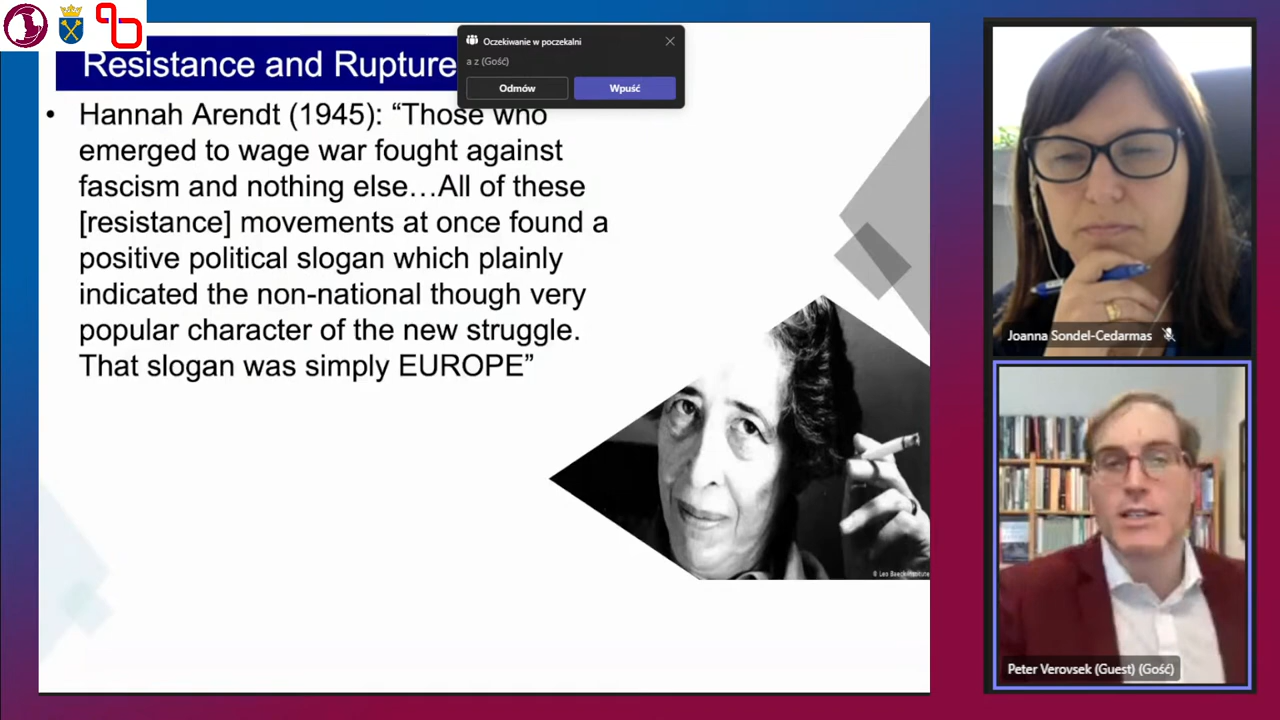 Resistance and Rupture
Oczekiwanie w poczekalni
a z (Gość)
Odmów
Wpuść
• Hannah Arendt (1945): “Those who
emerged to wage war fought against
fascism and nothing else…All of these
[resistance] movements at once found a
positive political slogan which plainly
indicated the non-national though very
popular character of the new struggle.
That slogan was simply EUROPE”
© Leo Baeck Institute
Joanna Sondel-Cedarmas
Peter Verovsek (Guest) (Gość)